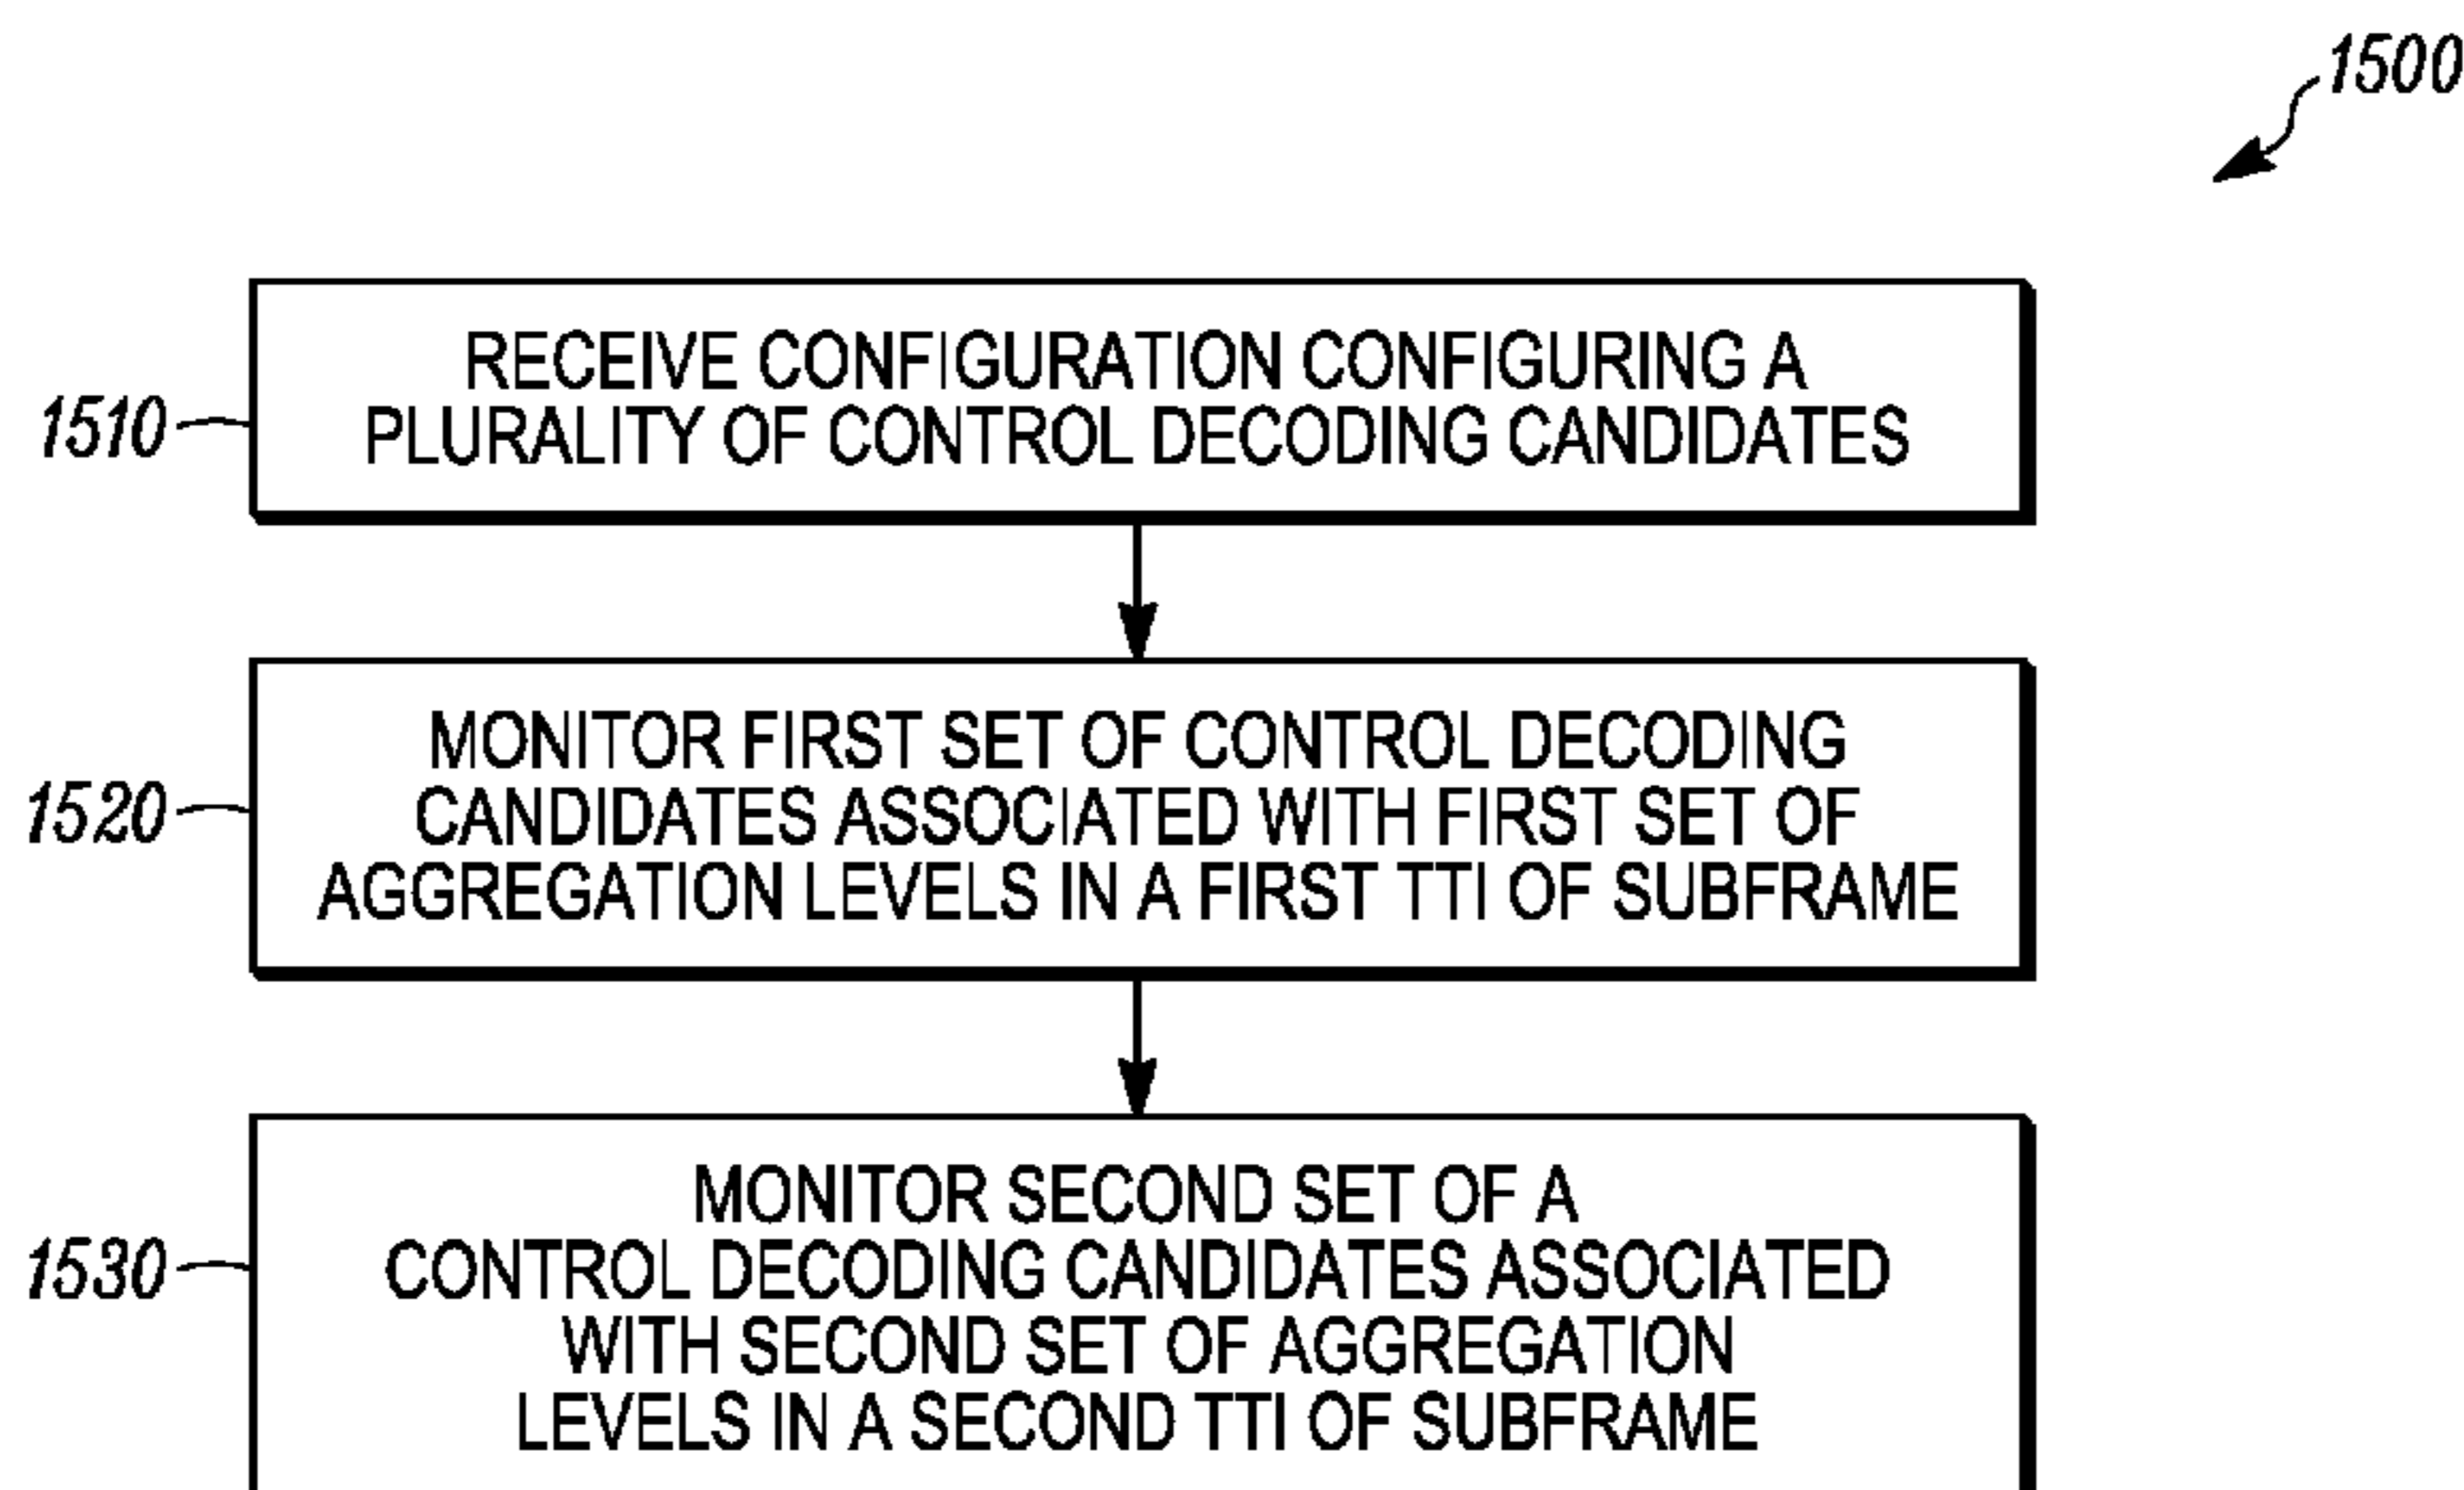 1500
RECEIVE CONFIGURATION CONFIGURING A
PLURALITY OF CONTROL DECODING CANDIDATES
1510
MONITOR FIRST SET OF CONTROL DECODING
CANDIDATES ASSOCIATED WITH FIRST SET OF
AGGREGATION LEVELS IN A FIRST TTI OF SUBFRAME
1520
MONITOR SECOND SET OF A
CONTROL DECODING CANDIDATES ASSOCIATED
WITH SECOND SET OF AGGREGATION
LEVELS IN A SECOND TTI OF SUBFRAME
1530